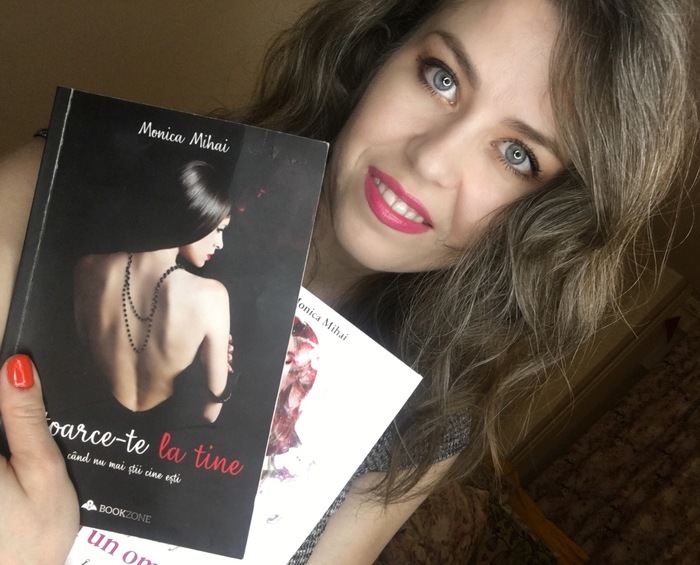 Monica Mihai
toarce-te la tine
când nu mai știi cine ești
BOOKZONE
Monica Mihai
un om